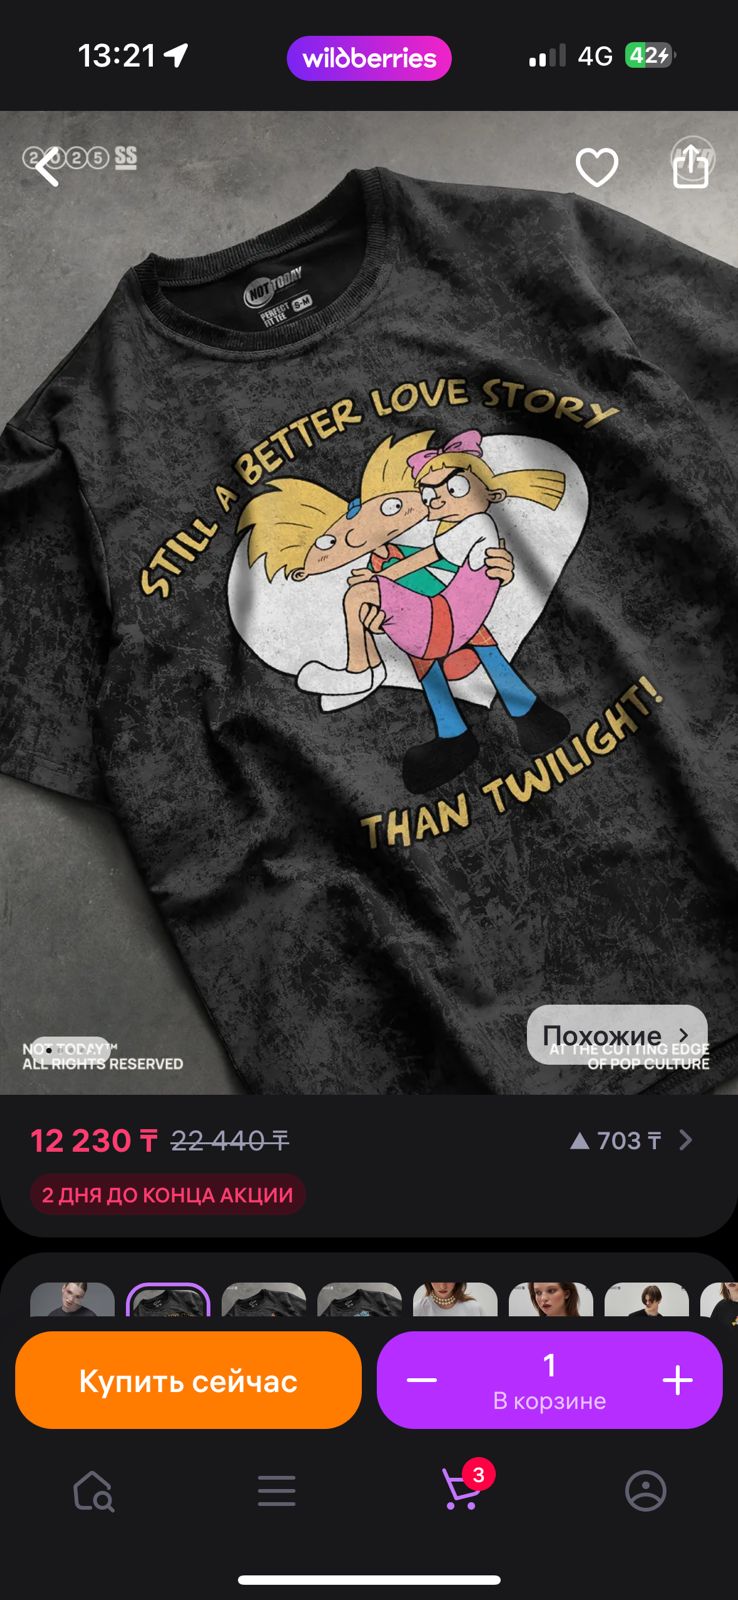 13:21
wildberries
4G
42
2025 SS
NOT TODAY
PERFECT
FIT TEE
S-M
STILL A BETTER LOVE STORY
THAN TWILIGHT!
Похожие
NOT TODAY™
ALL RIGHTS RESERVED
AT THE CUTTING EDGE
OF POP CULTURE
12 230 ₸ 22 440 ₸
▲ 703 ₸
2 ДНЯ ДО КОНЦА АКЦИИ
Купить сейчас
1
В корзине
3